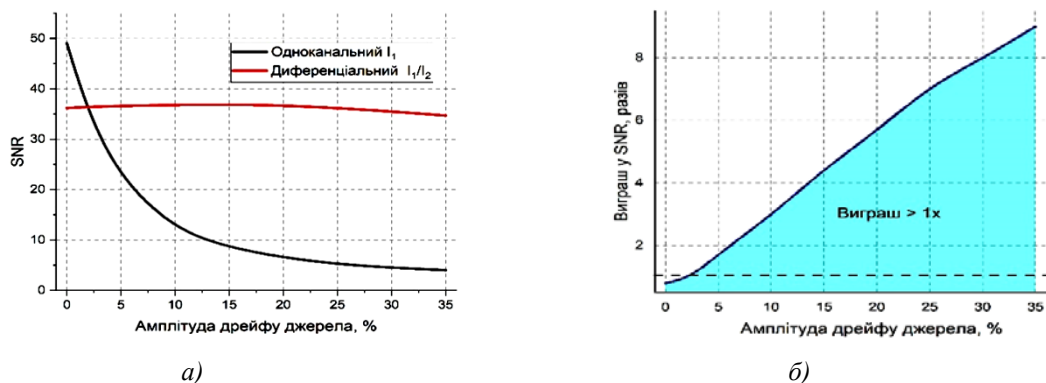 50
40
30
20
10
0
SNR
Одноканальний I₁
Диференціальний I₁/I₂
0 5 10 15 20 25 30 35
Амплітуда дрейфу джерела, %
а)
8
6
4
2
Виграш у SNR, разів
Виграш > 1x
0 5 10 15 20 25 30 35
Амплітуда дрейфу джерела, %
б)